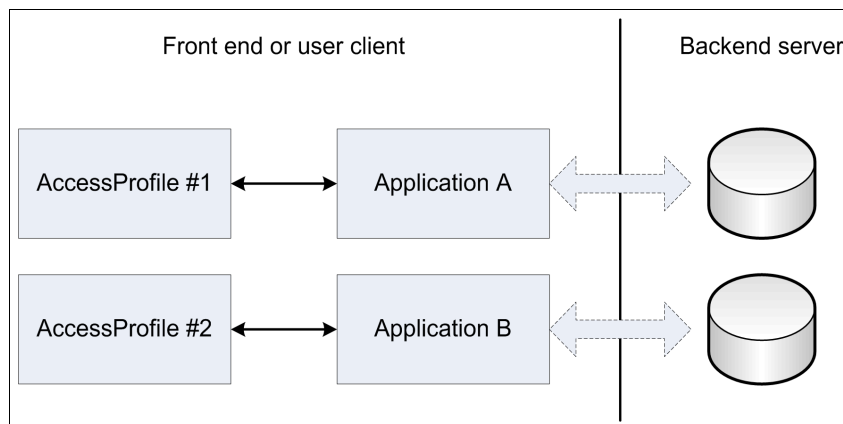 Front end or user client
Backend server
AccessProfile #1
Application A
AccessProfile #2
Application B